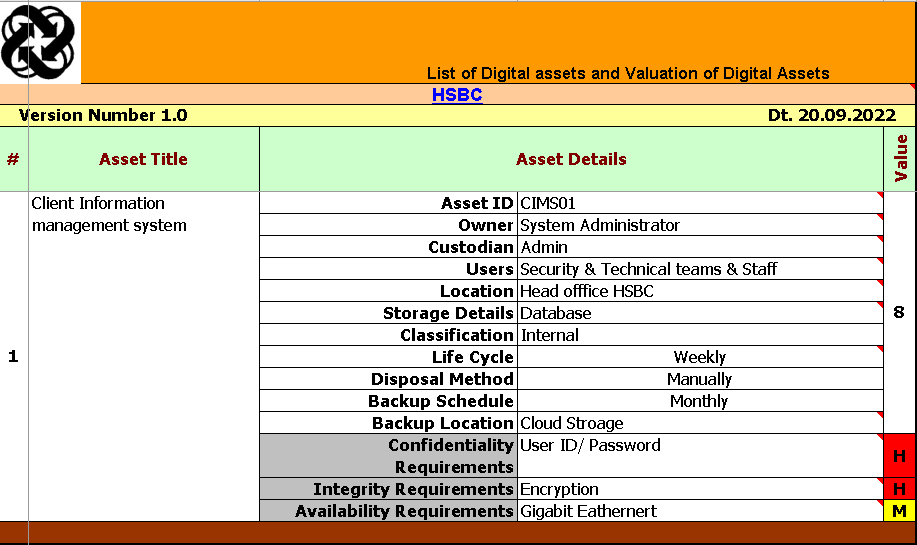 List of Digital assets and Valuation of Digital Assets
HSBC
Version Number 1.0 Dt. 20.09.2022
# Asset Title Asset Details Value
1 Client Information
management system
Asset ID CIMS01
Owner System Administrator
Custodian Admin
Users Security & Technical teams & Staff
Location Head offfice HSBC
Storage Details Database
8
Classification Internal
Life Cycle Weekly
Disposal Method Manually
Backup Schedule Monthly
Backup Location Cloud Stroage
Confidentiality
Requirements User ID/ Password H
Integrity Requirements Encryption H
Availability Requirements Gigabit Eathernert M